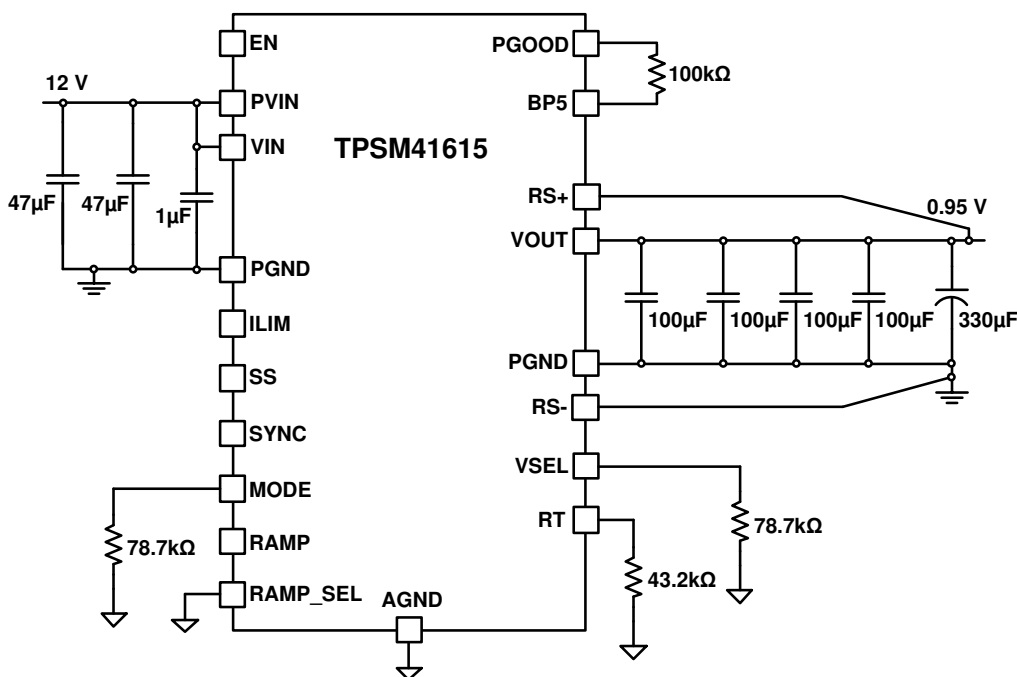 EN
PGOOD
100kΩ
12 V
PVIN
BP5
VIN
TPSM41615
47µF
47µF
1µF
RS+
0.95 V
VOUT
PGND
100µF
100µF
100µF
100µF
330µF
ILIM
PGND
SS
RS-
SYNC
VSEL
MODE
RT
78.7kΩ
78.7kΩ
RAMP
43.2kΩ
RAMP_SEL
AGND